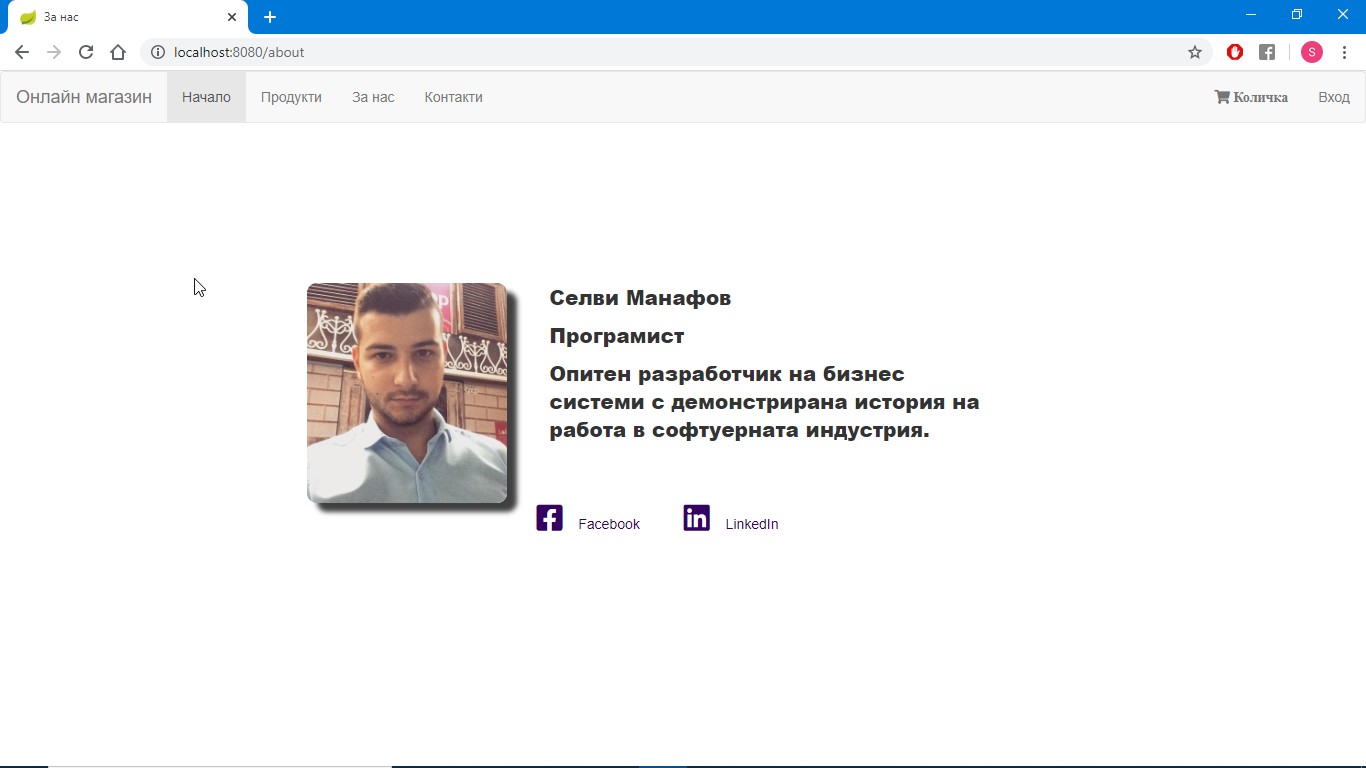 За нас
localhost:8080/about
S
Онлайн магазин Начало Продукти За нас Контакти Количка Вход
Селви Манафов
Програмист
Опитен разработчик на бизнес
системи с демонстрирана история на
работа в софтуерната индустрия.
Facebook LinkedIn